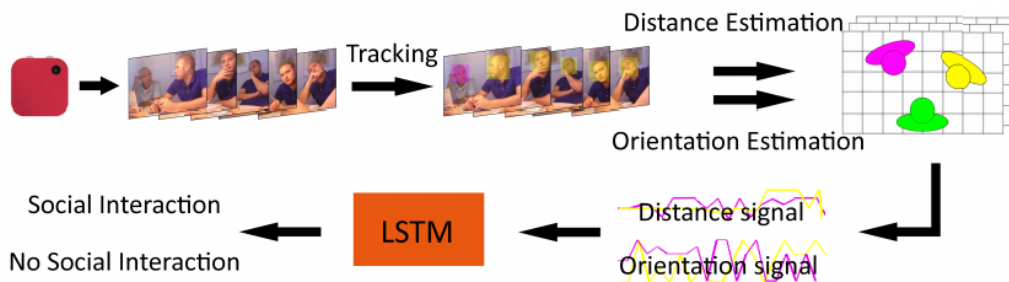 Distance Estimation
Tracking
Orientation Estimation
Social Interaction
No Social Interaction
LSTM
Distance signal
Orientation signal